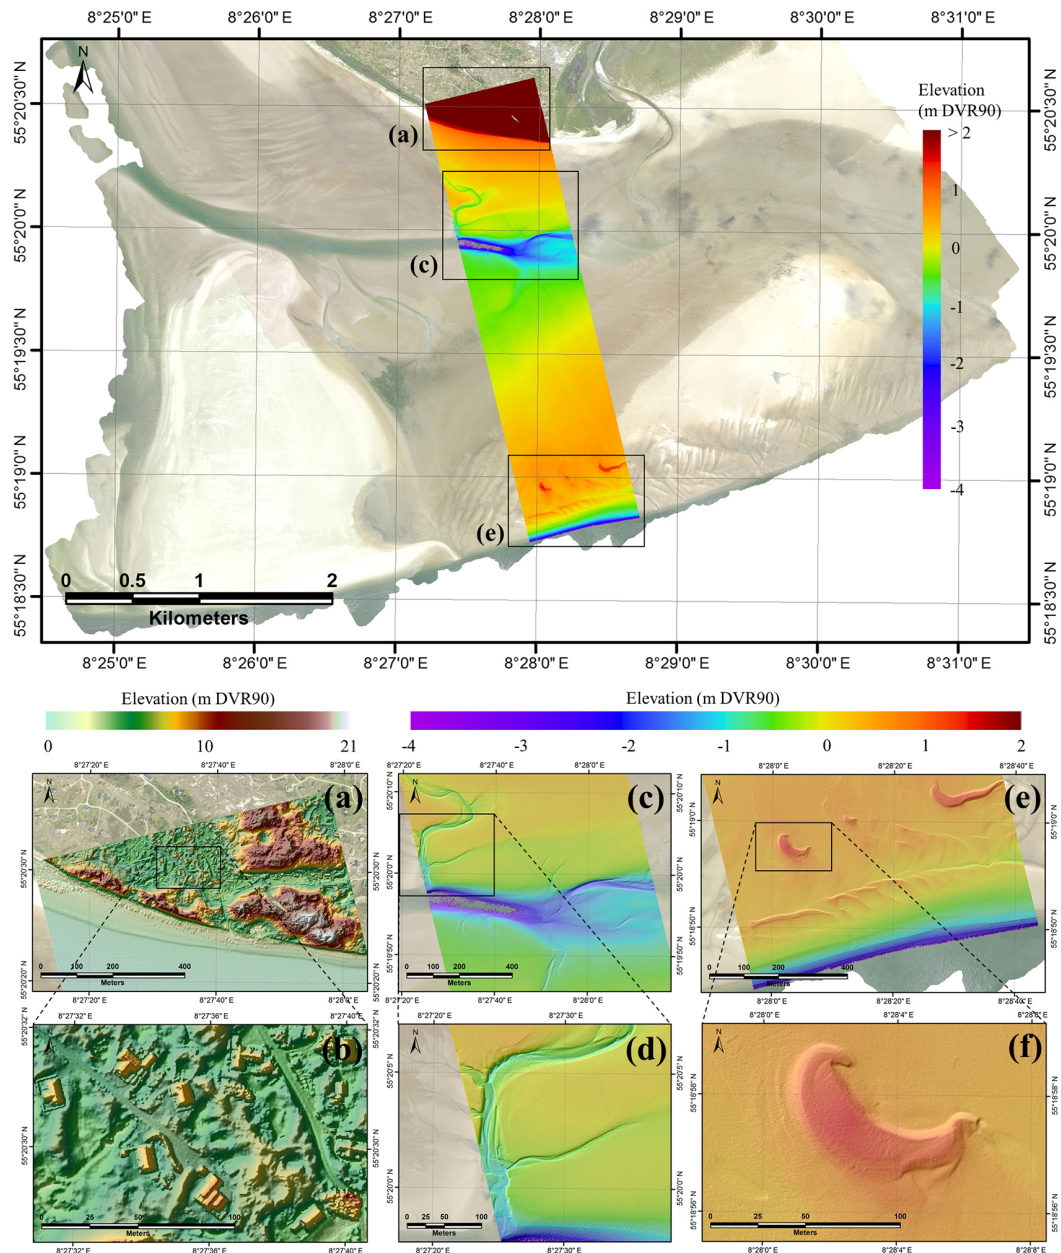 8°25'0" E 8°26'0" E 8°27'0" E 8°28'0" E 8°29'0" E 8°30'0" E 8°31'0" E
N
Elevation
(m DVR90)
> 2
1
0
-1
-2
-3
-4
55°20'30" N
55°20'0" N
55°19'30" N
55°19'0" N
55°18'30" N
55°20'30" N
55°20'0" N
55°19'30" N
55°19'0" N
55°18'30" N
(a)
(c)
(e)
0 0.5 1 2
Kilometers
8°25'0" E 8°26'0" E 8°27'0" E 8°28'0" E 8°29'0" E 8°30'0" E 8°31'0" E
Elevation (m DVR90)
0 10 21
Elevation (m DVR90)
-4 -3 -2 -1 0 1 2
8°27'20" E 8°27'40" E 8°28'0" E
N
(a)
55°20'30" N
55°20'20" N
0 100 200 400
Meters
8°27'20" E 8°27'40" E 8°28'0" E
8°27'20" E 8°27'40" E 8°28'0" E
N
(c)
55°20'10" N
55°20'0" N
55°19'50" N
55°20'10" N
55°20'0" N
55°19'50" N
0 100 200 400
Meters
8°27'20" E 8°27'40" E 8°28'0" E
8°28'0" E 8°28'20" E 8°28'40" E
N
(e)
55°19'0" N
55°18'50" N
55°19'0" N
55°18'50" N
0 100 200 400
Meters
8°28'0" E 8°28'20" E 8°28'40" E
8°27'32" E 8°27'36" E 8°27'40" E
N
(b)
55°20'32" N
55°20'30" N
55°20'32" N
55°20'30" N
0 25 50 100
Meters
8°27'32" E 8°27'36" E 8°27'40" E
8°27'20" E 8°27'30" E
N
(d)
55°20'5" N
55°20'0" N
55°20'5" N
55°20'0" N
0 25 50 100
Meters
8°27'20" E 8°27'30" E
8°28'0" E 8°28'4" E 8°28'8" E
N
(f)
55°18'58" N
55°18'56" N
55°18'58" N
55°18'56" N
0 25 50 100
Meters
8°28'0" E 8°28'4" E 8°28'8" E